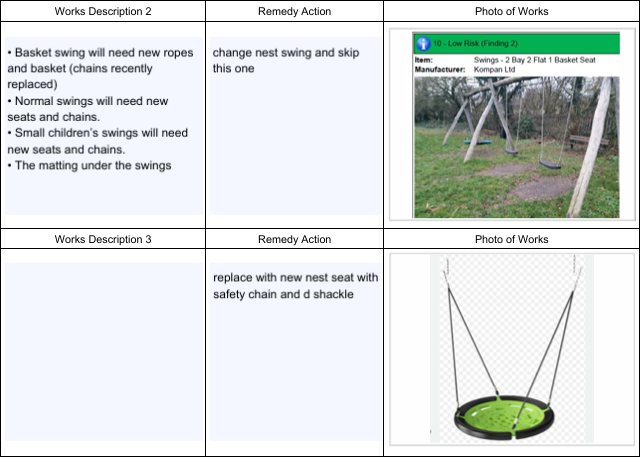 Works Description 2
Remedy Action
Photo of Works
• Basket swing will need new ropes
and basket (chains recently
replaced)
• Normal swings will need new
seats and chains.
• Small children's swings will need
new seats and chains.
• The matting under the swings
change nest swing and skip
this one
10 - Low Risk (Finding 2)
Item: Swings - 2 Bay 2 Flat 1 Basket Seat
Manufacturer: Kompan Ltd
Works Description 3
Remedy Action
Photo of Works
replace with new nest seat with
safety chain and d shackle